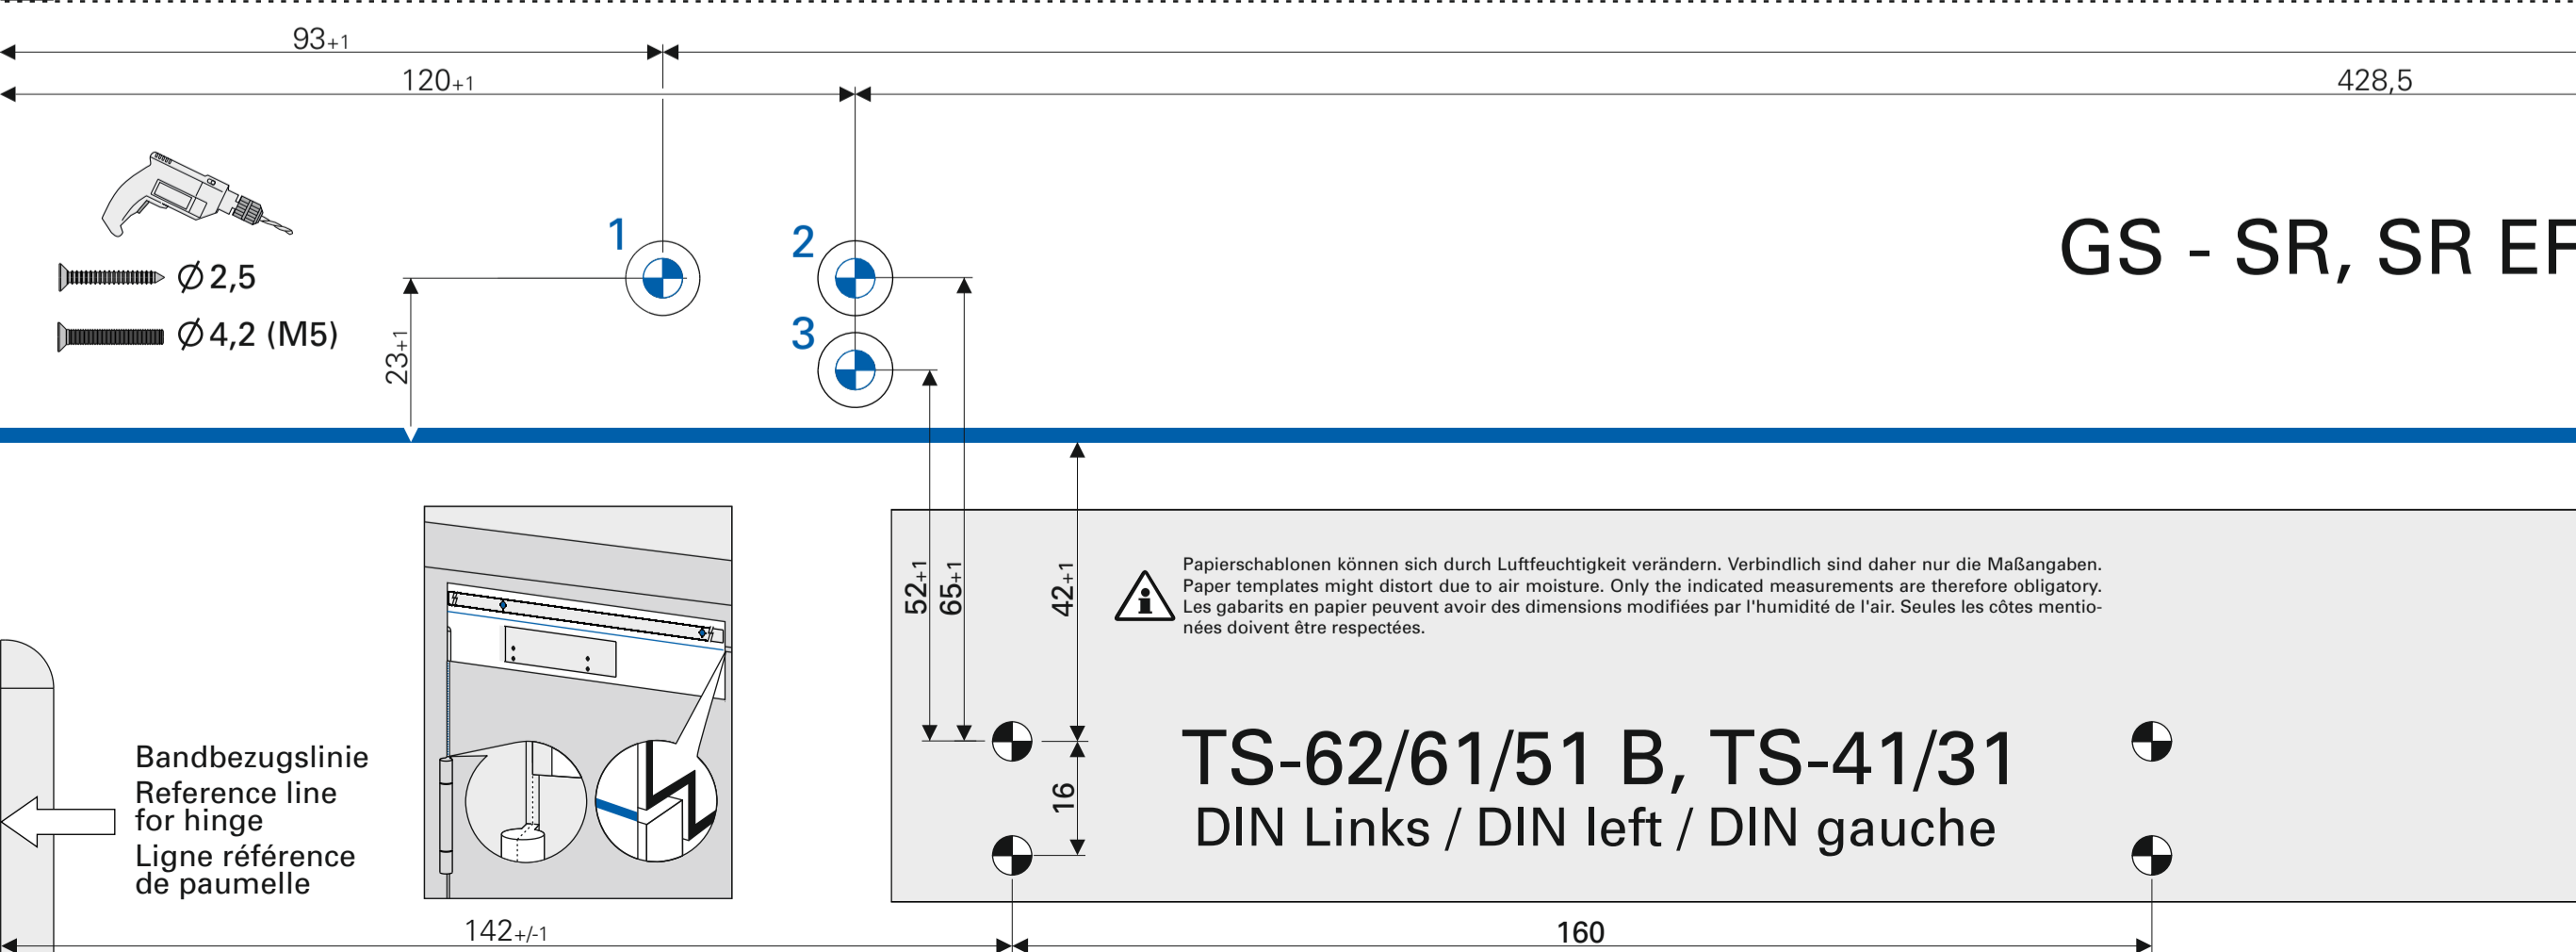 93+1
120+1
428,5
1
2
GS - SR, SR EF
Ø 2,5
3
Ø 4,2 (M5)
23+1
52+1
65+1
42+1
Papierschablonen können sich durch Luftfeuchtigkeit verändern. Verbindlich sind daher nur die Maßangaben.
Paper templates might distort due to air moisture. Only the indicated measurements are therefore obligatory.
Les gabarits en papier peuvent avoir des dimensions modifiées par l'humidité de l'air. Seules les côtes mentio-
nées doivent être respectées.
Bandbezugslinie
Reference line
for hinge
Ligne référence
de paumelle
16
TS-62/61/51 B, TS-41/31
DIN Links / DIN left / DIN gauche
142+/-1
160